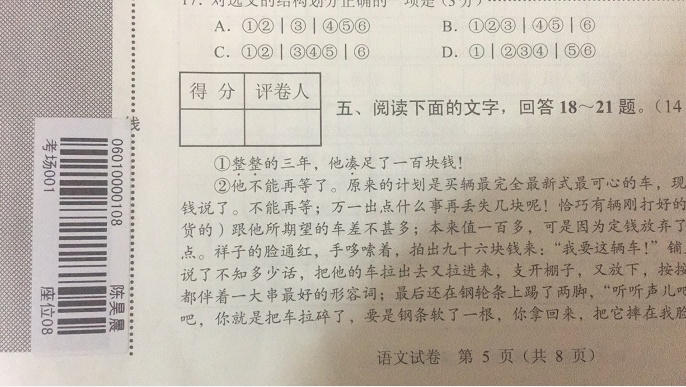 17. 对选文的结构划分正确的一项是(3分)
A. ①②│③│④⑤⑥ B. ①②③│④⑤│⑥
C. ①②│③④⑤│⑥ D. ①│②③④│⑤⑥
得 分 评卷人
五、阅读下面的文字，回答18～21题。（14
①整整的三年，他凑足了一百块钱！
②他不能再等了。原来的计划是买辆最完全最新式最可心的车，现
钱说了。不能再等；万一出点什么事再丢失几块呢！恰巧有辆刚打好的
货的）跟他所期望的车差不甚多；本来值一百多，可是因为定钱放弃了
点。祥子的脸通红，手哆嗦着，拍出九十六块钱来：“我要这辆车！”铺
说了不知多少话，把他的车拉出去又拉进来，支开棚子，又放下，按按
都伴着一大串最好的形容词；最后还在钢轮条上踢了两脚，“听听声儿吧
吧，你就是把车拉碎了，要是钢条软了一根，你拿回来，把它摔在我脸
语文试卷 第 5 页（共 8 页）
线
06010000108 陈昊晨
考场001 座位08